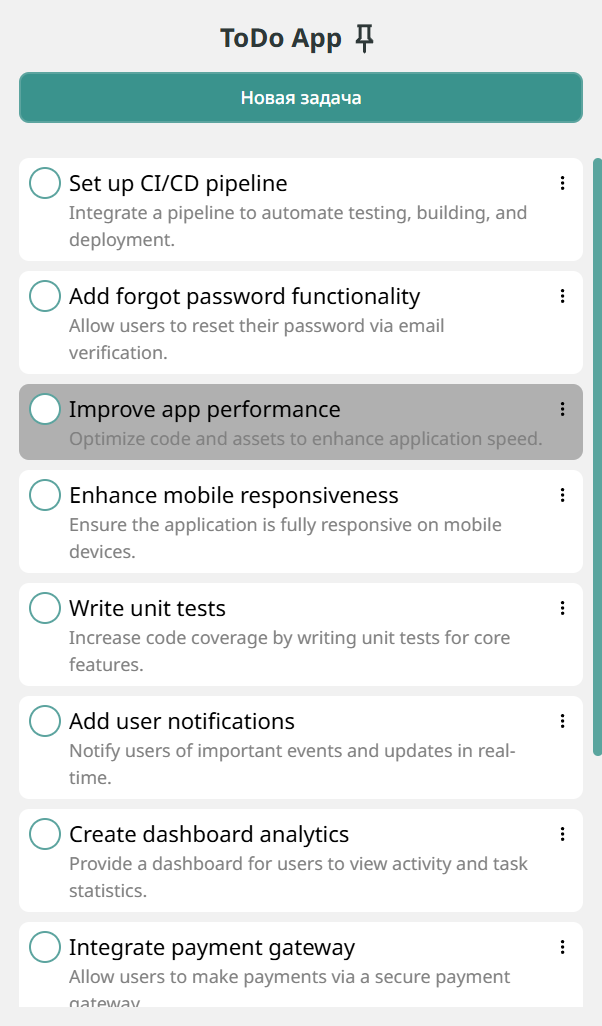 ToDo App
Новая задача
Set up CI/CD pipeline
Integrate a pipeline to automate testing, building, and
deployment.
Add forgot password functionality
Allow users to reset their password via email
verification.
Improve app performance
Optimize code and assets to enhance application speed.
Enhance mobile responsiveness
Ensure the application is fully responsive on mobile
devices.
Write unit tests
Increase code coverage by writing unit tests for core
features.
Add user notifications
Notify users of important events and updates in real-
time.
Create dashboard analytics
Provide a dashboard for users to view activity and task
statistics.
Integrate payment gateway
Allow users to make payments via a secure payment
gateway.